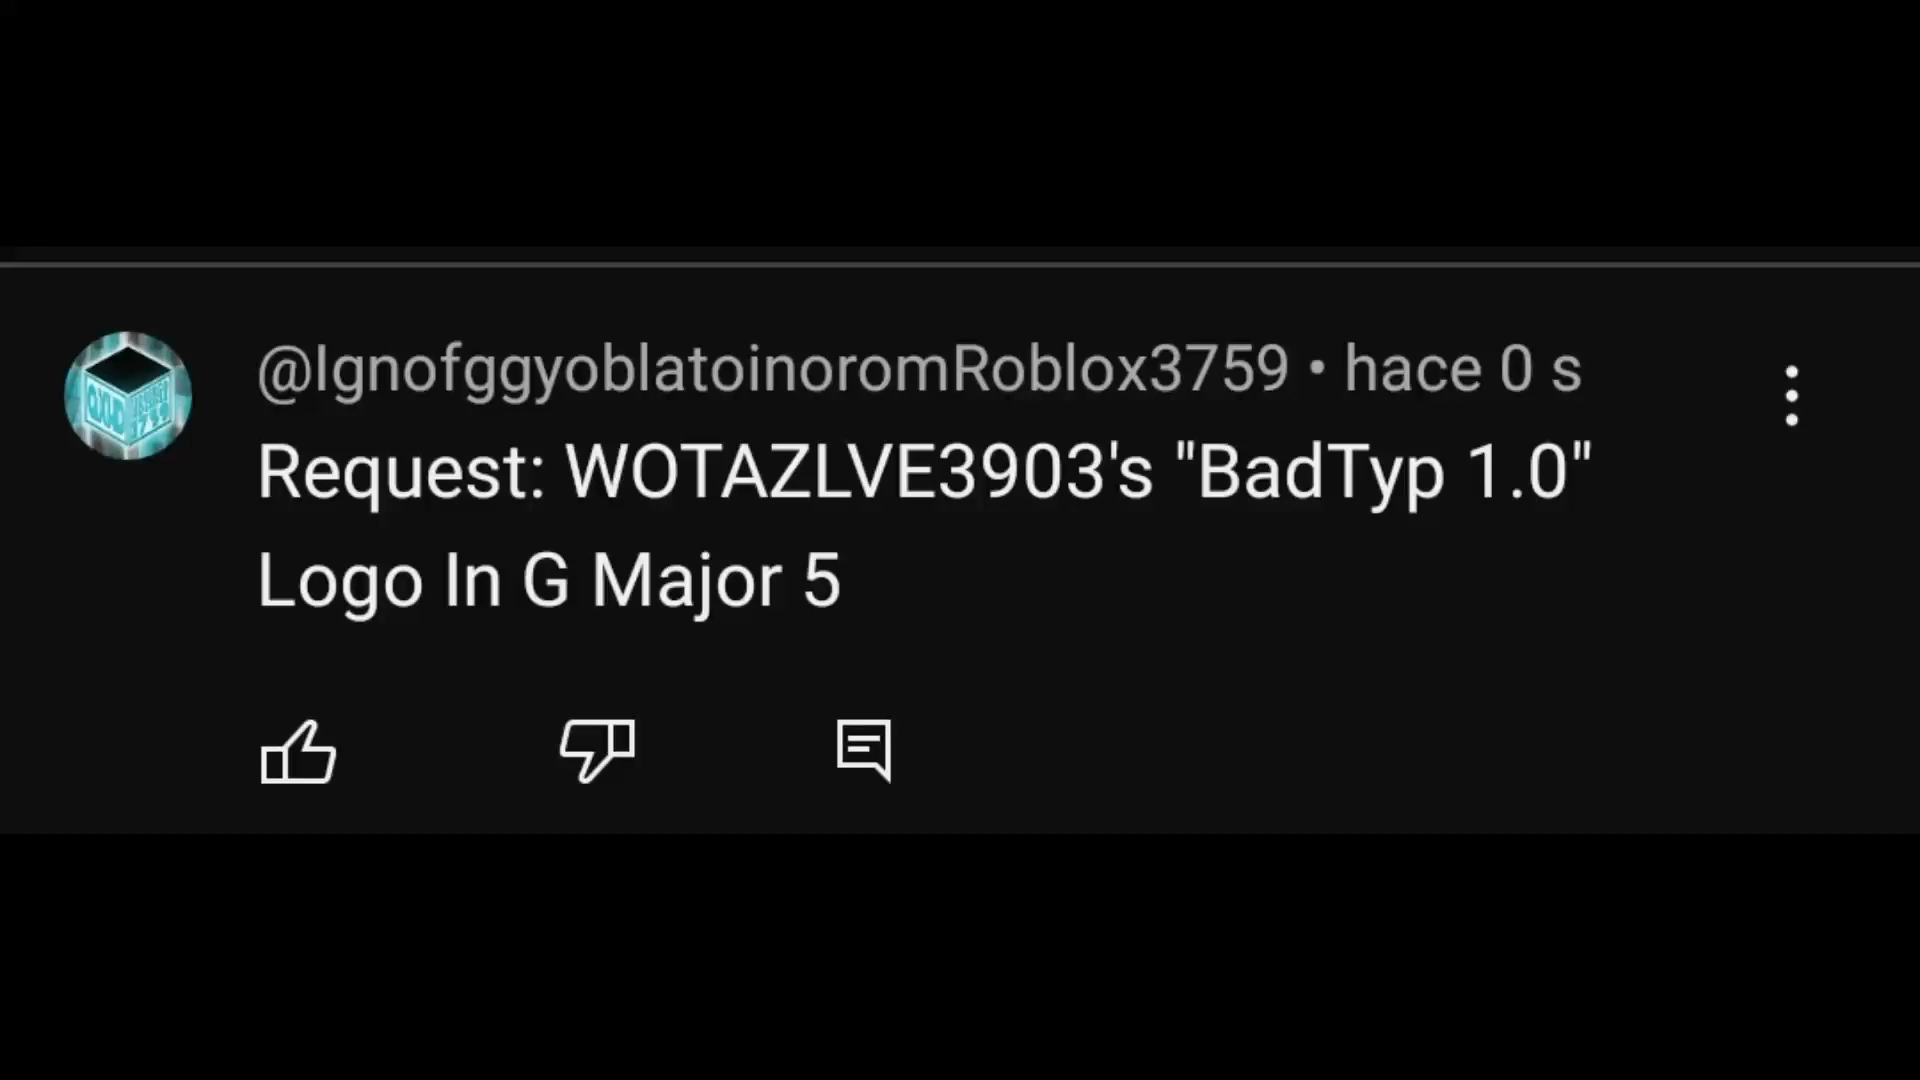 @IgnofggyoblatoinoromRoblox3759 • hace 0 s
Request: WOTAZLVE3903's "BadTyp 1.0"
Logo In G Major 5